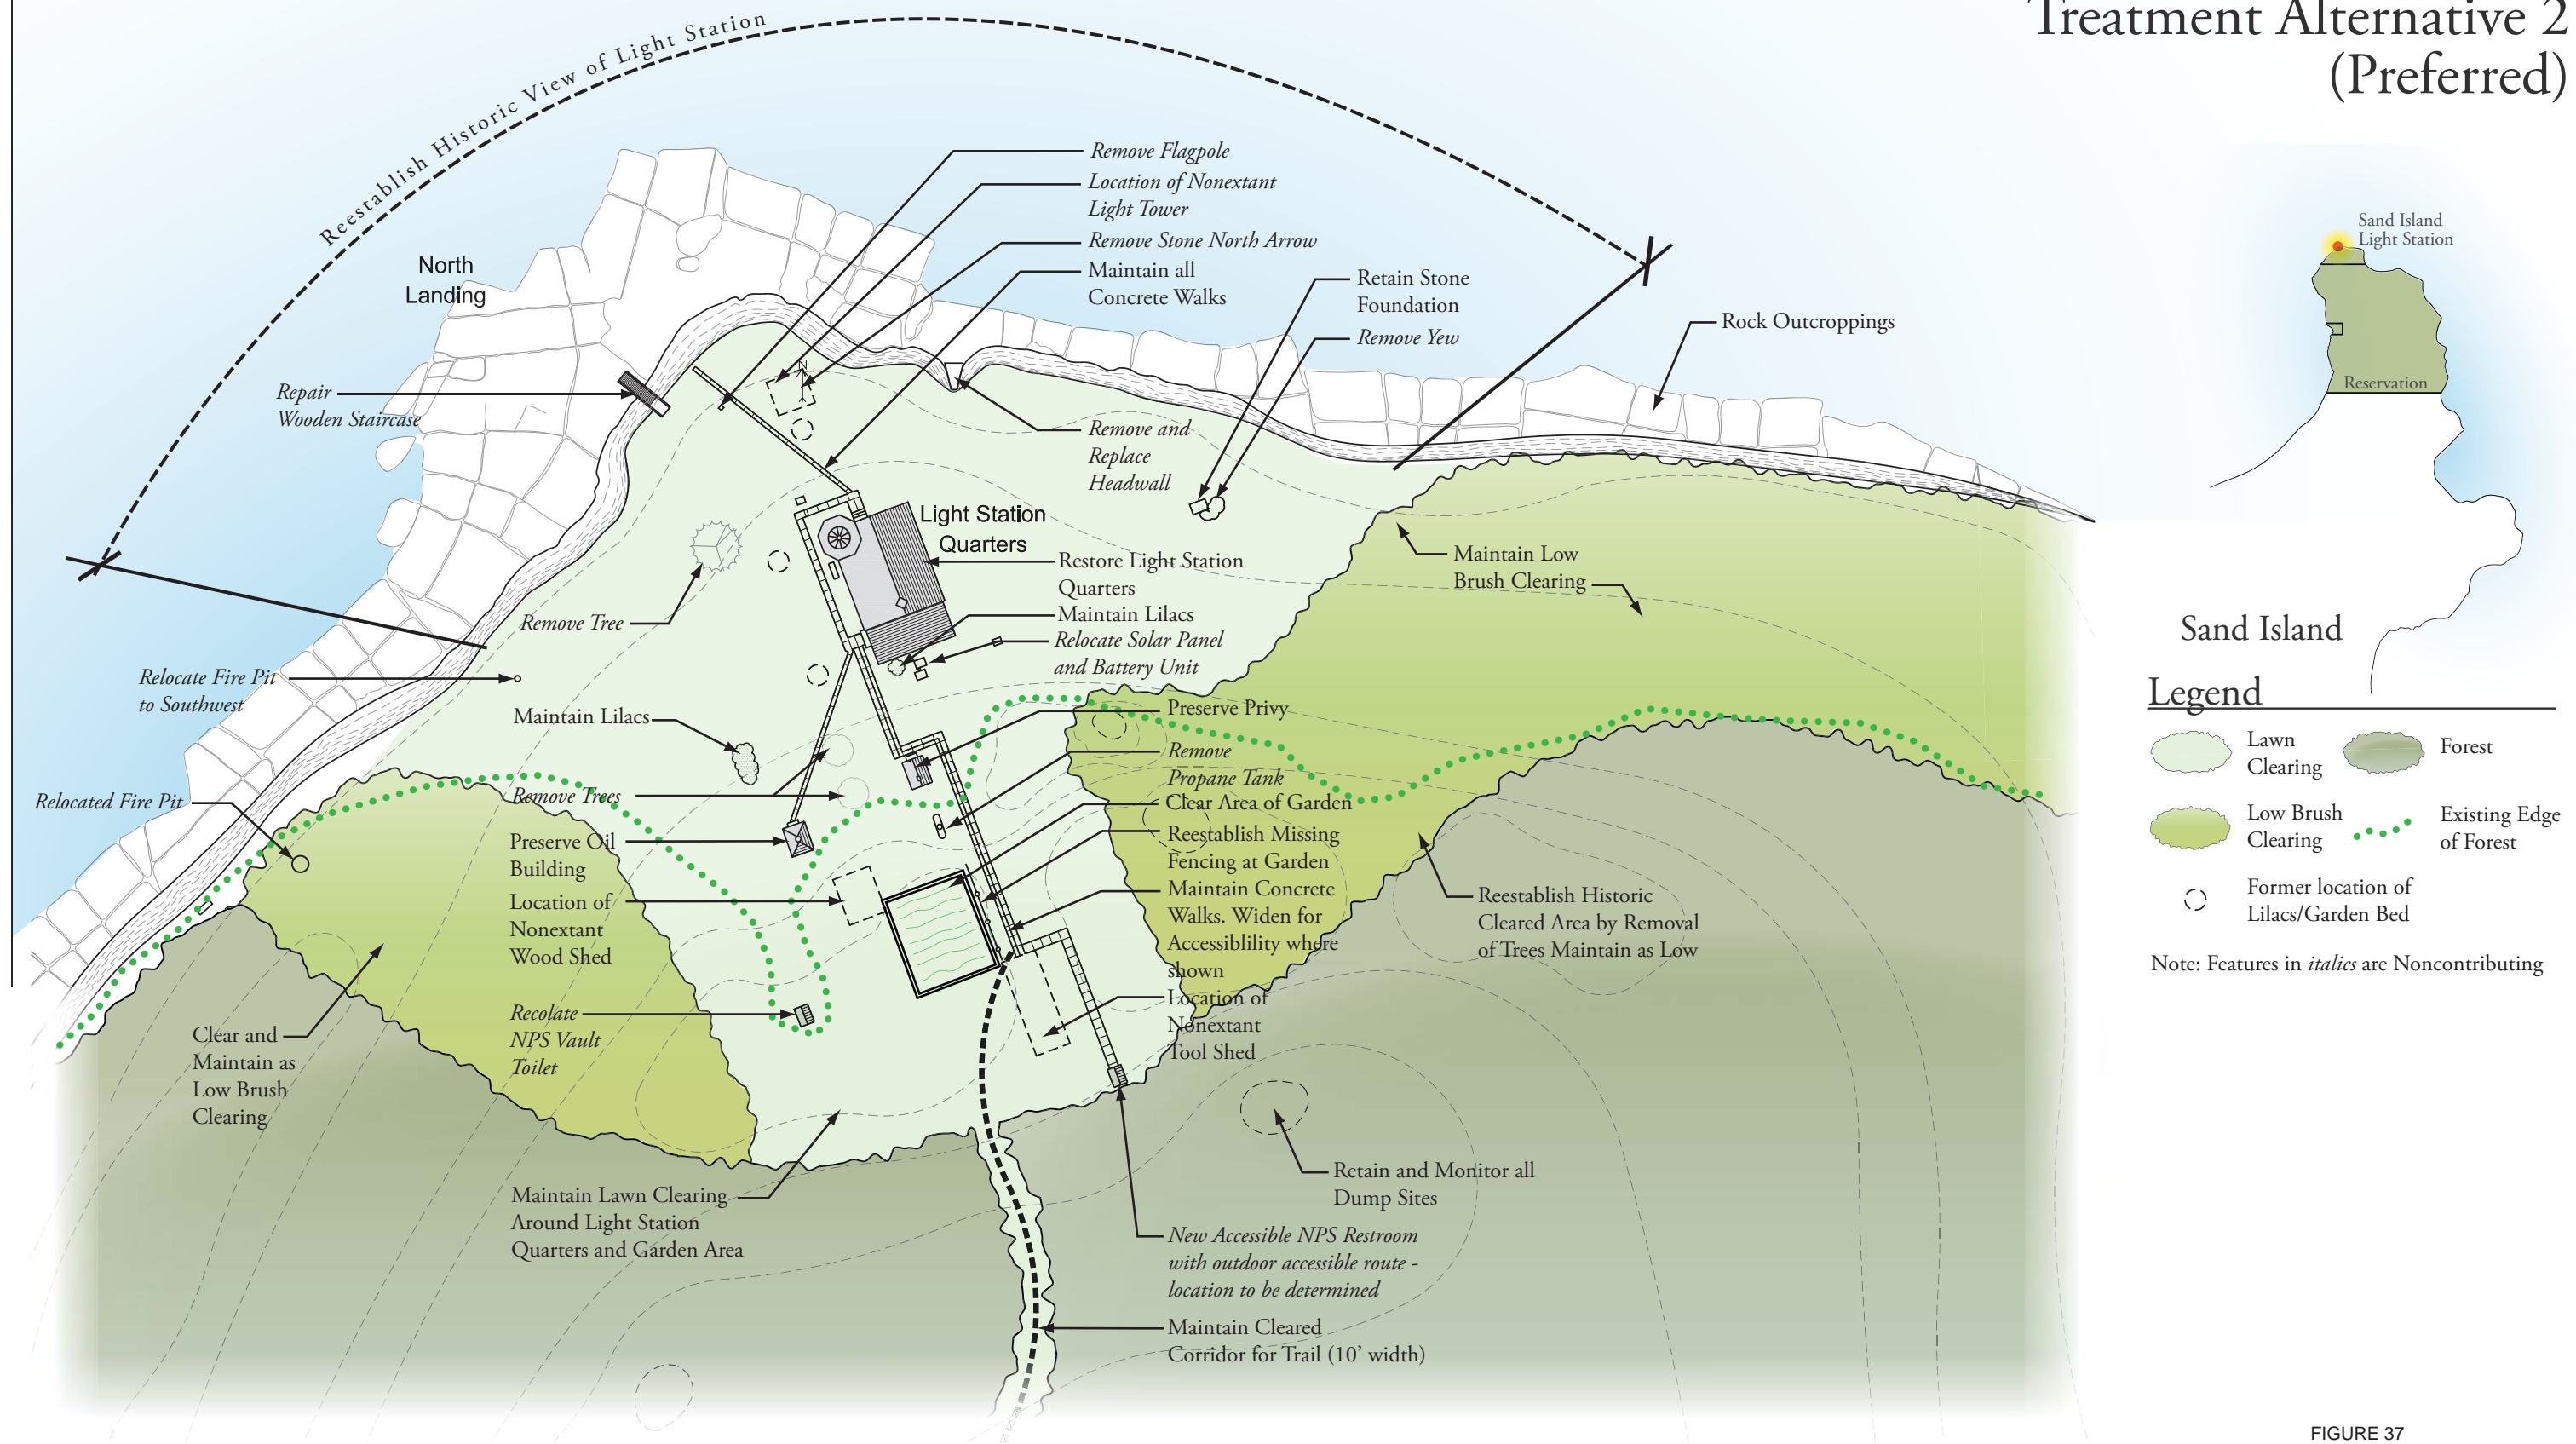 Treatment Alternative 2
(Preferred)
Reestablish Historic View of Light Station
North
Landing
Remove Flagpole
Location of Nonextant
Light Tower
Remove Stone North Arrow
Maintain all
Concrete Walks
Retain Stone
Foundation
Remove Yew
Rock Outcroppings
Repair
Wooden Staircase
N
Remove and
Replace
Headwall
Light Station
Quarters
Restore Light Station
Quarters
Maintain Lilacs
Relocate Solar Panel
and Battery Unit
Maintain Low
Brush Clearing
Remove Tree
Relocate Fire Pit
to Southwest
Maintain Lilacs
Preserve Privy
Remove
Propane Tank
Relocated Fire Pit
Remove Trees
Clear Area of Garden
Preserve Oil
Building
Reestablish Missing
Fencing at Garden
Location of
Nonextant
Wood Shed
Maintain Concrete
Walks. Widen for
Accessiblility where
shown
Reestablish Historic
Cleared Area by Removal
of Trees Maintain as Low
Location of
Nonextant
Tool Shed
Recolate
NPS Vault
Toilet
Clear and
Maintain as
Low Brush
Clearing
Maintain Lawn Clearing
Around Light Station
Quarters and Garden Area
Retain and Monitor all
Dump Sites
New Accessible NPS Restroom
with outdoor accessible route -
location to be determined
Maintain Cleared
Corridor for Trail (10’ width)
Sand Island
Light Station
Reservation
Sand Island
Legend
Lawn
Clearing
Forest
Low Brush
Clearing
Existing Edge
of Forest
Former location of
Lilacs/Garden Bed
Note: Features in italics are Noncontributing
FIGURE 37